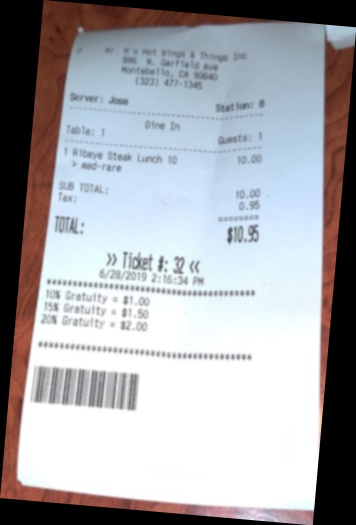 Mr. H's Hot Wings & Things Inc
886 N. Garfield Ave
Montebello, CA 90640
(323) 477-1345
Server: Jose Station: 8
Dine In
Table: 1 Guests: 1
1 Ribeye Steak Lunch 10 10.00
> med-rare
SUB TOTAL: 10.00
Tax: 0.95
========
TOTAL: $10.95
>> Ticket #: 32 <<
6/28/2019 2:16:34 PM
****************************************
10% Gratuity = $1.00
15% Gratuity = $1.50
20% Gratuity = $2.00
****************************************